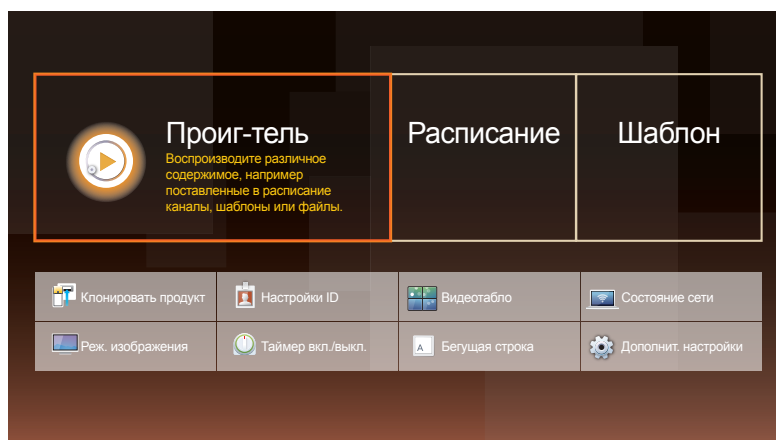 Проиг-тель
Воспроизводите различное
содержимое, например
поставленные в расписание
каналы, шаблоны или файлы.
Расписание
Шаблон
Клонировать продукт
Настройки ID
Видеотабло
Состояние сети
Реж. изображения
Таймер вкл./выкл.
A
Бегущая строка
Дополнит. настройки